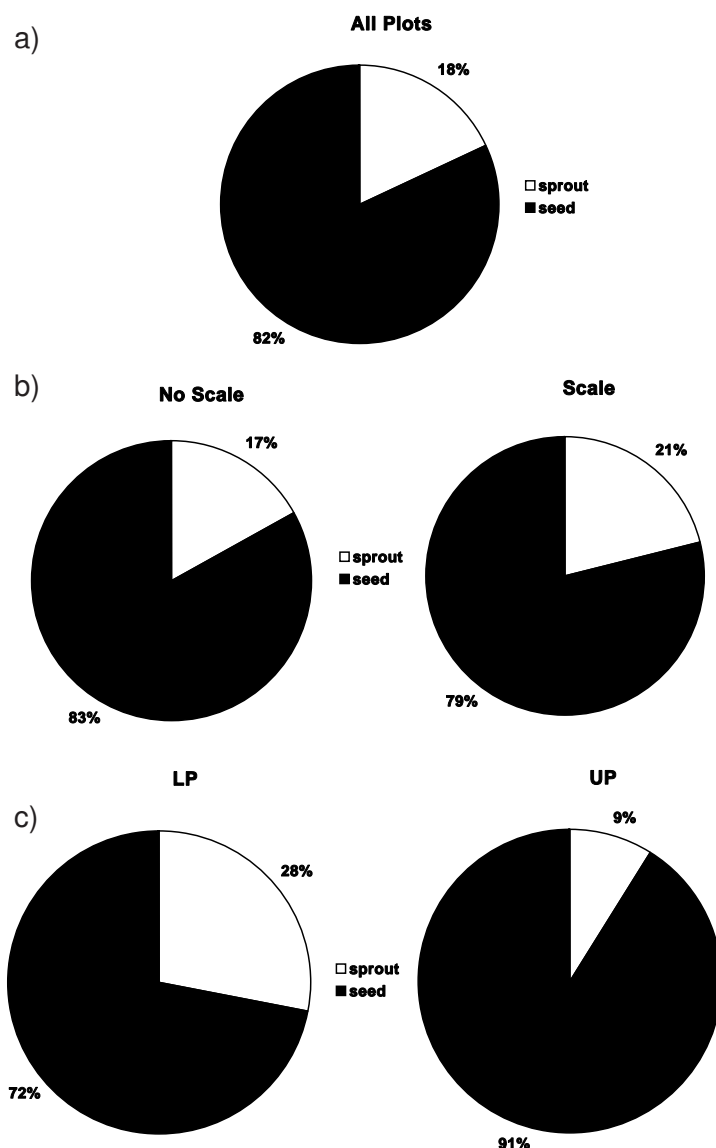 a)
All Plots
18%
sprout
seed
82%
b)
No Scale
17%
sprout
seed
83%
Scale
21%
79%
c)
LP
28%
sprout
seed
72%
UP
9%
91%